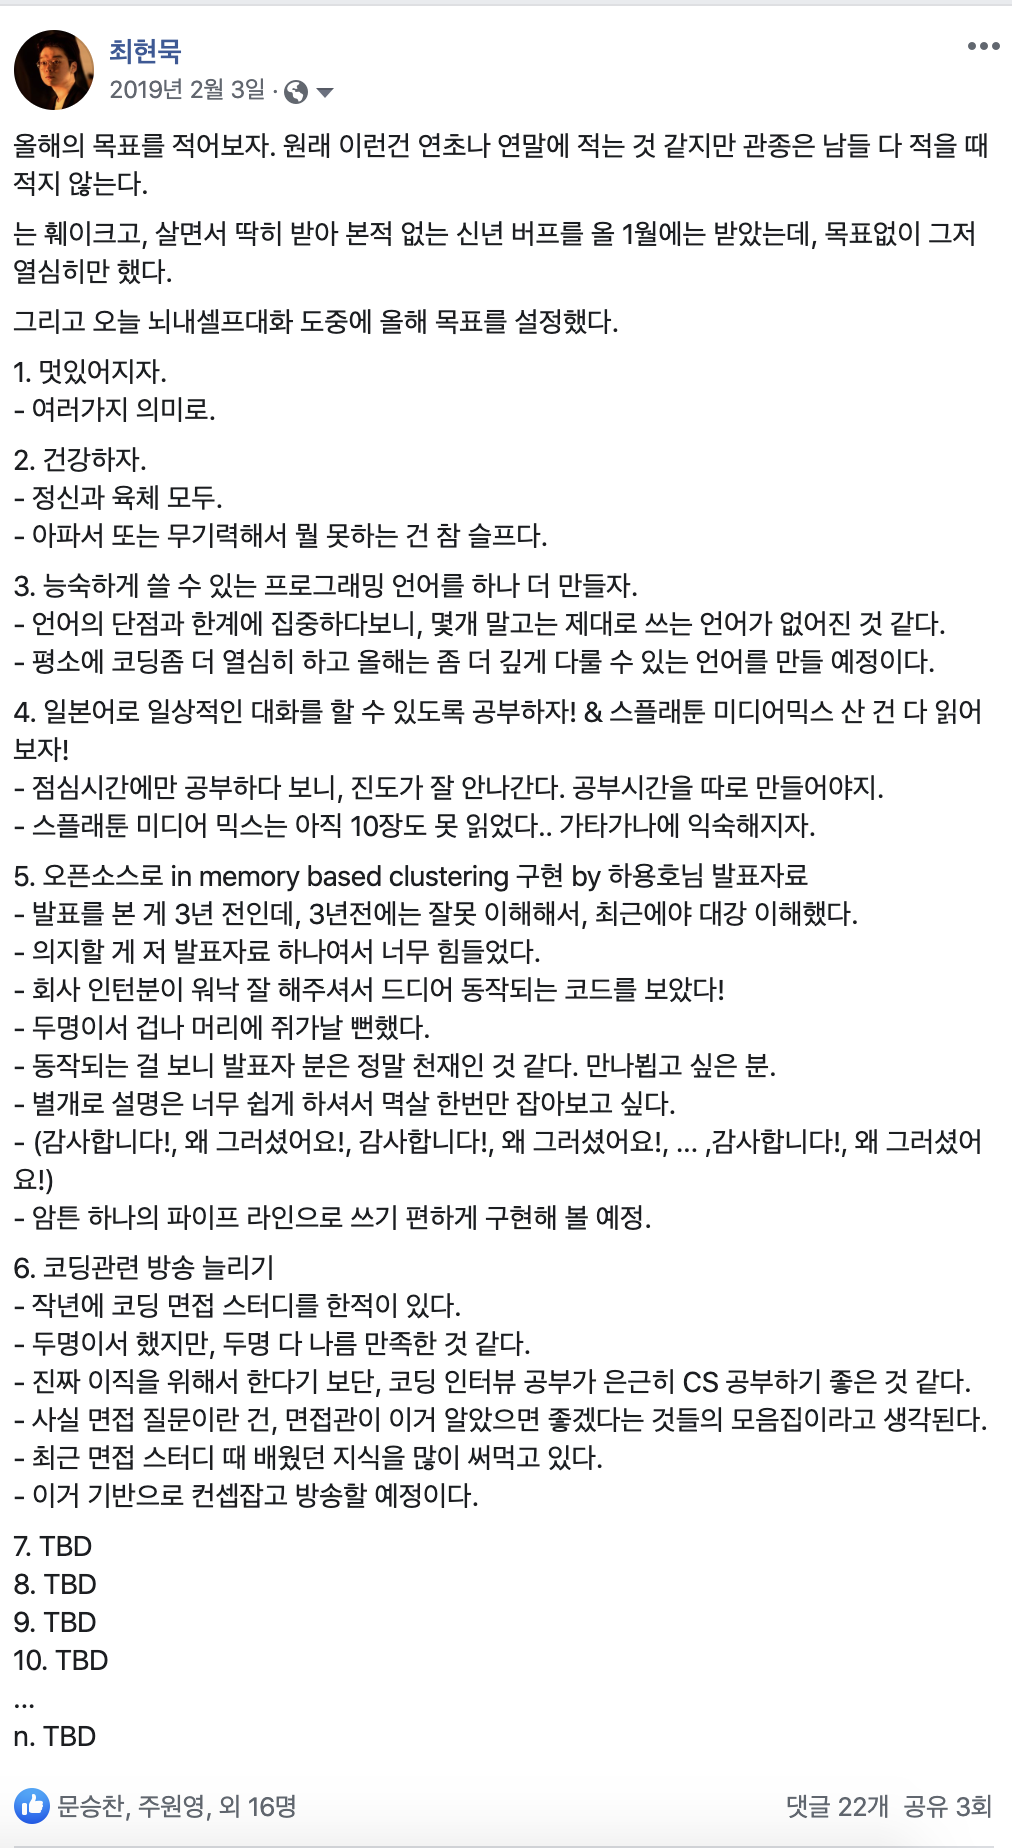 최현묵
2019년 2월 3일 ·
올해의 목표를 적어보자. 원래 이런건 연초나 연말에 적는 것 같지만 관종은 남들 다 적을 때
적지 않는다.
는 훼이크고, 살면서 딱히 받아 본적 없는 신년 버프를 올 1월에는 받았는데, 목표없이 그저
열심히만 했다.
그리고 오늘 뇌내셀프대화 도중에 올해 목표를 설정했다.
1. 멋있어지자.
- 여러가지 의미로.
2. 건강하자.
- 정신과 육체 모두.
- 아파서 또는 무기력해서 뭘 못하는 건 참 슬프다.
3. 능숙하게 쓸 수 있는 프로그래밍 언어를 하나 더 만들자.
- 언어의 단점과 한계에 집중하다보니, 몇개 말고는 제대로 쓰는 언어가 없어진 것 같다.
- 평소에 코딩좀 더 열심히 하고 올해는 좀 더 깊게 다룰 수 있는 언어를 만들 예정이다.
4. 일본어로 일상적인 대화를 할 수 있도록 공부하자! & 스플래툰 미디어믹스 산 건 다 읽어
보자!
- 점심시간에만 공부하다 보니, 진도가 잘 안나간다. 공부시간을 따로 만들어야지.
- 스플래툰 미디어 믹스는 아직 10장도 못 읽었다.. 가타가나에 익숙해지자.
5. 오픈소스로 in memory based clustering 구현 by 하용호님 발표자료
- 발표를 본 게 3년 전인데, 3년전에는 잘못 이해해서, 최근에야 대강 이해했다.
- 의지할 게 저 발표자료 하나여서 너무 힘들었다.
- 회사 인턴분이 워낙 잘 해주셔서 드디어 동작되는 코드를 보았다!
- 두명이서 겁나 머리에 쥐가날 뻔했다.
- 동작되는 걸 보니 발표자 분은 정말 천재인 것 같다. 만나뵙고 싶은 분.
- 별개로 설명은 너무 쉽게 하셔서 멱살 한번만 잡아보고 싶다.
- (감사합니다!, 왜 그러셨어요!, 감사합니다!, 왜 그러셨어요!, ... ,감사합니다!, 왜 그러셨어
요!)
- 암튼 하나의 파이프 라인으로 쓰기 편하게 구현해 볼 예정.
6. 코딩관련 방송 늘리기
- 작년에 코딩 면접 스터디를 한적이 있다.
- 두명이서 했지만, 두명 다 나름 만족한 것 같다.
- 진짜 이직을 위해서 한다기 보단, 코딩 인터뷰 공부가 은근히 CS 공부하기 좋은 것 같다.
- 사실 면접 질문이란 건, 면접관이 이거 알았으면 좋겠다는 것들의 모음집이라고 생각된다.
- 최근 면접 스터디 때 배웠던 지식을 많이 써먹고 있다.
- 이거 기반으로 컨셉잡고 방송할 예정이다.
7. TBD
8. TBD
9. TBD
10. TBD
...
n. TBD
문승찬, 주원영, 외 16명
댓글 22개 공유 3회